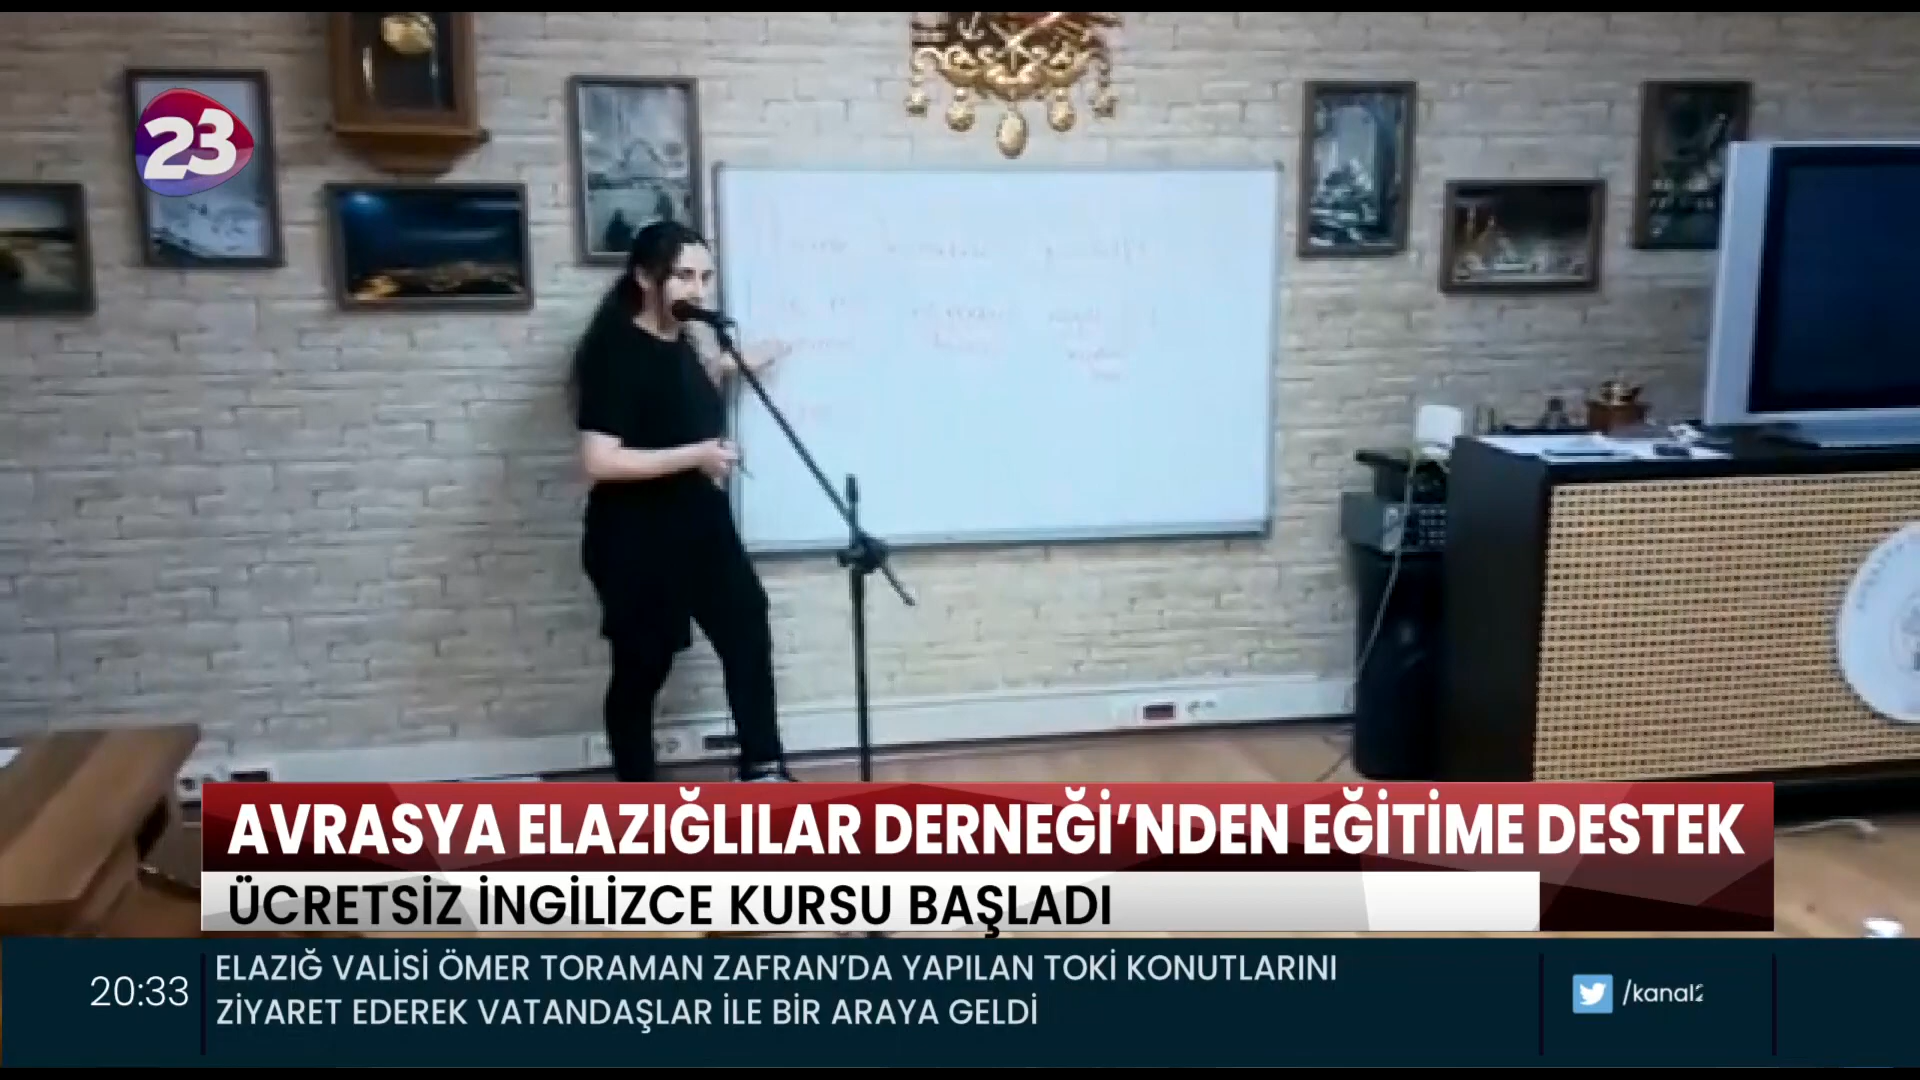 23
AVRASYA ELAZIĞLILAR DERNEĞİ’NDEN EĞİTİME DESTEK
ÜCRETSİZ İNGİLİZCE KURSU BAŞLADI
20:33
ELAZIĞ VALİSİ ÖMER TORAMAN ZAFRAN’DA YAPILAN TOKİ KONUTLARINI
ZİYARET EDEREK VATANDAŞLAR İLE BİR ARAYA GELDİ
/kanal2